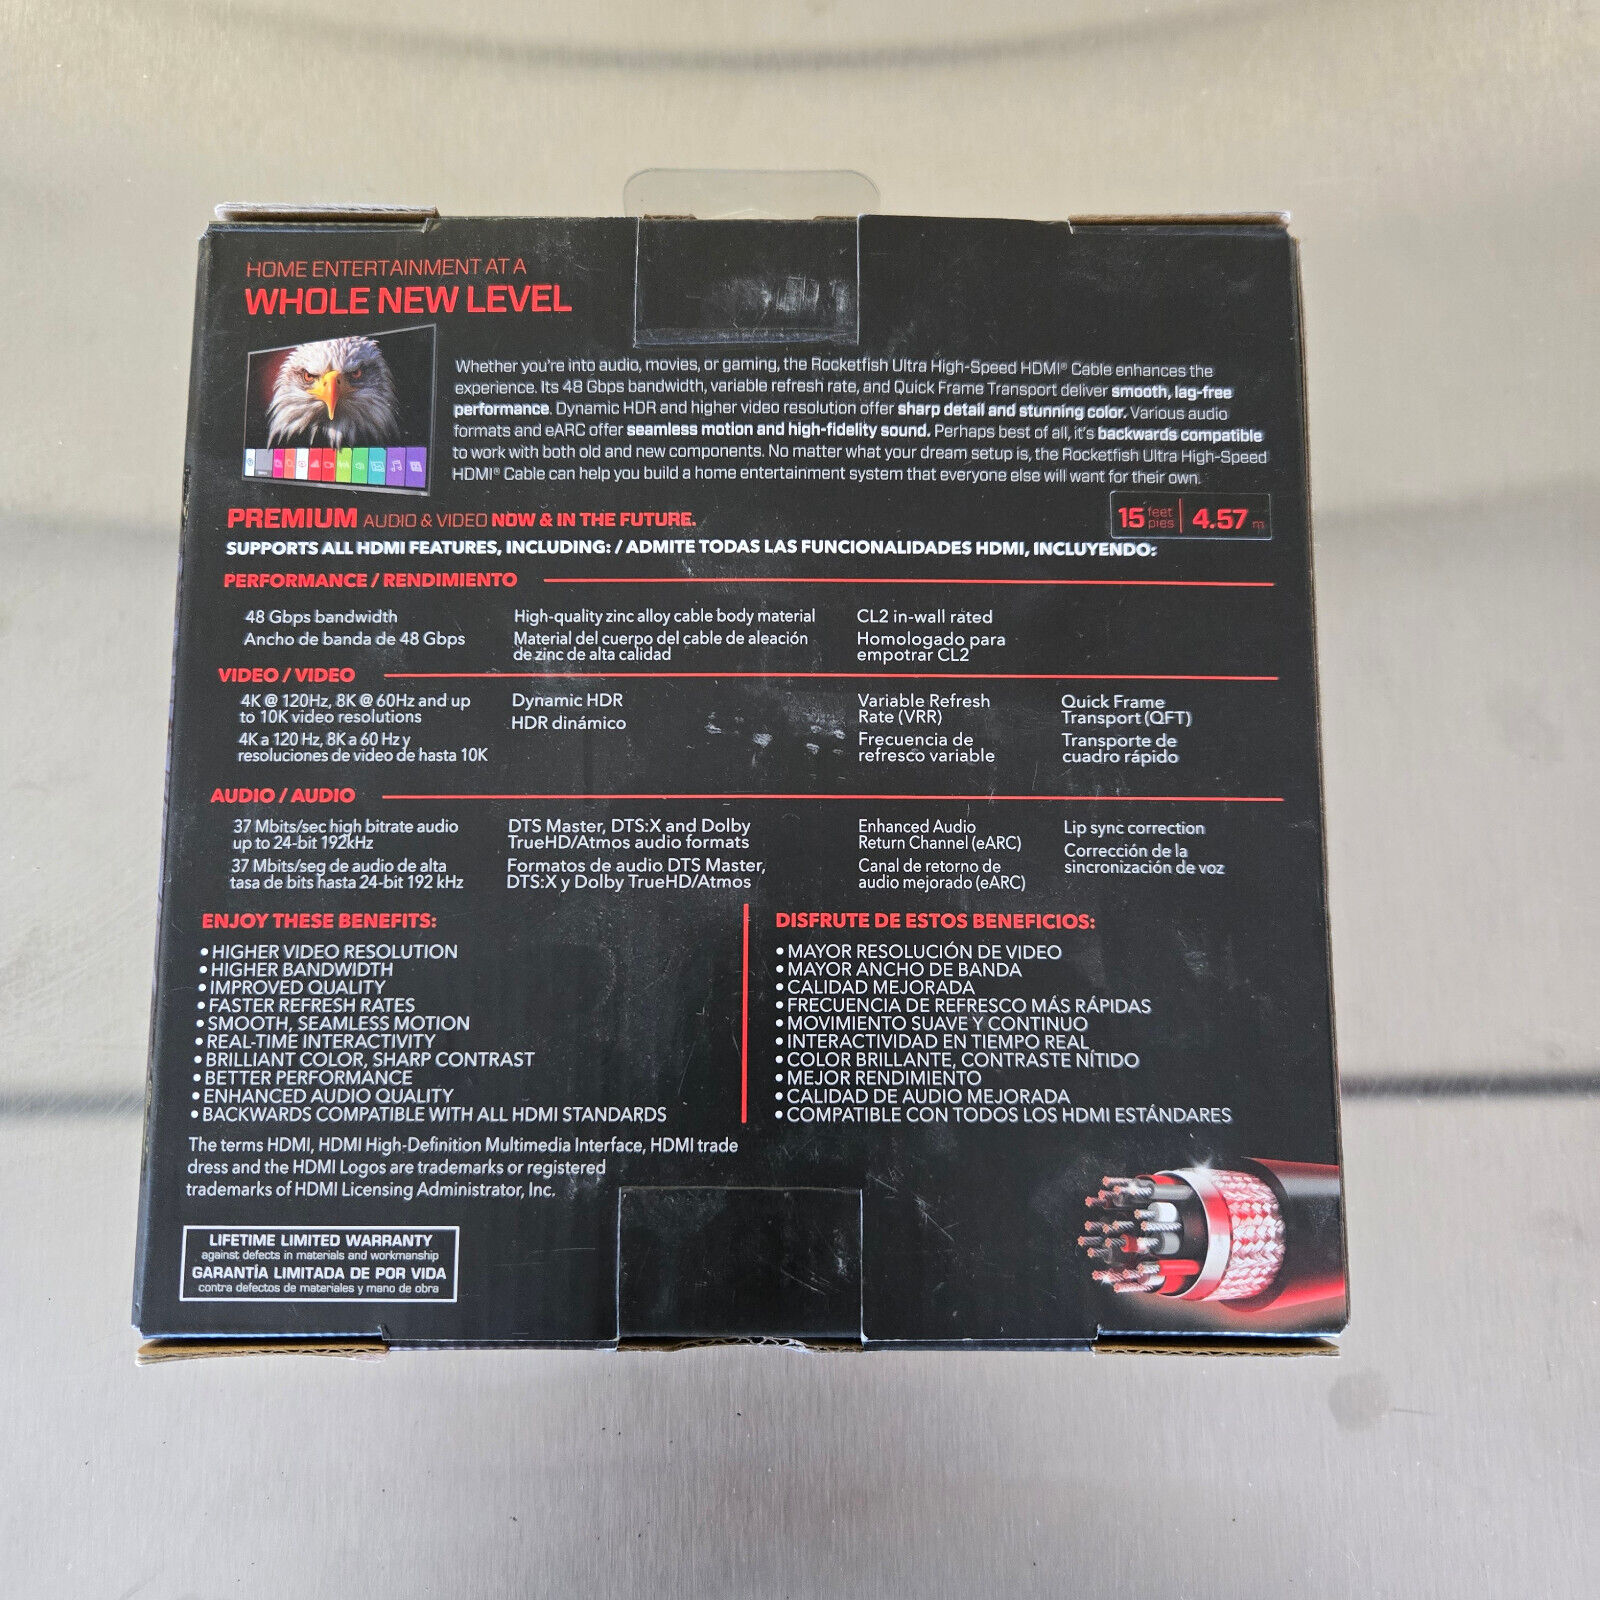 HOME ENTERTAINMENT AT A
WHOLE NEW LEVEL
Whether you're into audio, movies, or gaming, the Rocketfish Ultra High-Speed HDMI® Cable enhances the
experience. Its 48 Gbps bandwidth, variable refresh rate, and Quick Frame Transport deliver smooth, lag-free
performance. Dynamic HDR and higher video resolution offer sharp detail and stunning color. Various audio
formats and eARC offer seamless motion and high-fidelity sound. Perhaps best of all, it's backwards compatible
to work with both old and new components. No matter what your dream setup is, the Rocketfish Ultra High-Speed
HDMI® Cable can help you build a home entertainment system that everyone else will want for their own.
PREMIUM AUDIO & VIDEO NOW & IN THE FUTURE.
15 feet pies | 4.57 m
SUPPORTS ALL HDMI FEATURES, INCLUDING: / ADMITE TODAS LAS FUNCIONALIDADES HDMI, INCLUYENDO:
PERFORMANCE / RENDIMIENTO
48 Gbps bandwidth
Ancho de banda de 48 Gbps
High-quality zinc alloy cable body material
Material del cuerpo del cable de aleación
de zinc de alta calidad
CL2 in-wall rated
Homologado para
empotrar CL2
VIDEO / VIDEO
4K @ 120Hz, 8K @ 60Hz and up
to 10K video resolutions
4K a 120 Hz, 8K a 60 Hz y
resoluciones de video de hasta 10K
Dynamic HDR
HDR dinámico
Variable Refresh
Rate (VRR)
Frecuencia de
refresco variable
Quick Frame
Transport (QFT)
Transporte de
cuadro rápido
AUDIO / AUDIO
37 Mbits/sec high bitrate audio
up to 24-bit 192kHz
37 Mbits/seg de audio de alta
tasa de bits hasta 24-bit 192 kHz
DTS Master, DTS:X and Dolby
TrueHD/Atmos audio formats
Formatos de audio DTS Master,
DTS:X y Dolby TrueHD/Atmos
Enhanced Audio
Return Channel (eARC)
Canal de retorno de
audio mejorado (eARC)
Lip sync correction
Corrección de la
sincronización de voz
ENJOY THESE BENEFITS:
• HIGHER VIDEO RESOLUTION
• HIGHER BANDWIDTH
• IMPROVED QUALITY
• FASTER REFRESH RATES
• SMOOTH, SEAMLESS MOTION
• REAL-TIME INTERACTIVITY
• BRILLIANT COLOR, SHARP CONTRAST
• BETTER PERFORMANCE
• ENHANCED AUDIO QUALITY
• BACKWARDS COMPATIBLE WITH ALL HDMI STANDARDS
DISFRUTE DE ESTOS BENEFICIOS:
• MAYOR RESOLUCIÓN DE VIDEO
• MAYOR ANCHO DE BANDA
• CALIDAD MEJORADA
• FRECUENCIA DE REFRESCO MÁS RÁPIDAS
• MOVIMIENTO SUAVE Y CONTINUO
• INTERACTIVIDAD EN TIEMPO REAL
• COLOR BRILLANTE, CONTRASTE NÍTIDO
• MEJOR RENDIMIENTO
• CALIDAD DE AUDIO MEJORADA
• COMPATIBLE CON TODOS LOS HDMI ESTÁNDARES
The terms HDMI, HDMI High-Definition Multimedia Interface, HDMI trade
dress and the HDMI Logos are trademarks or registered
trademarks of HDMI Licensing Administrator, Inc.
LIFETIME LIMITED WARRANTY
against defects in materials and workmanship
GARANTÍA LIMITADA DE POR VIDA
contra defectos de materiales y mano de obra